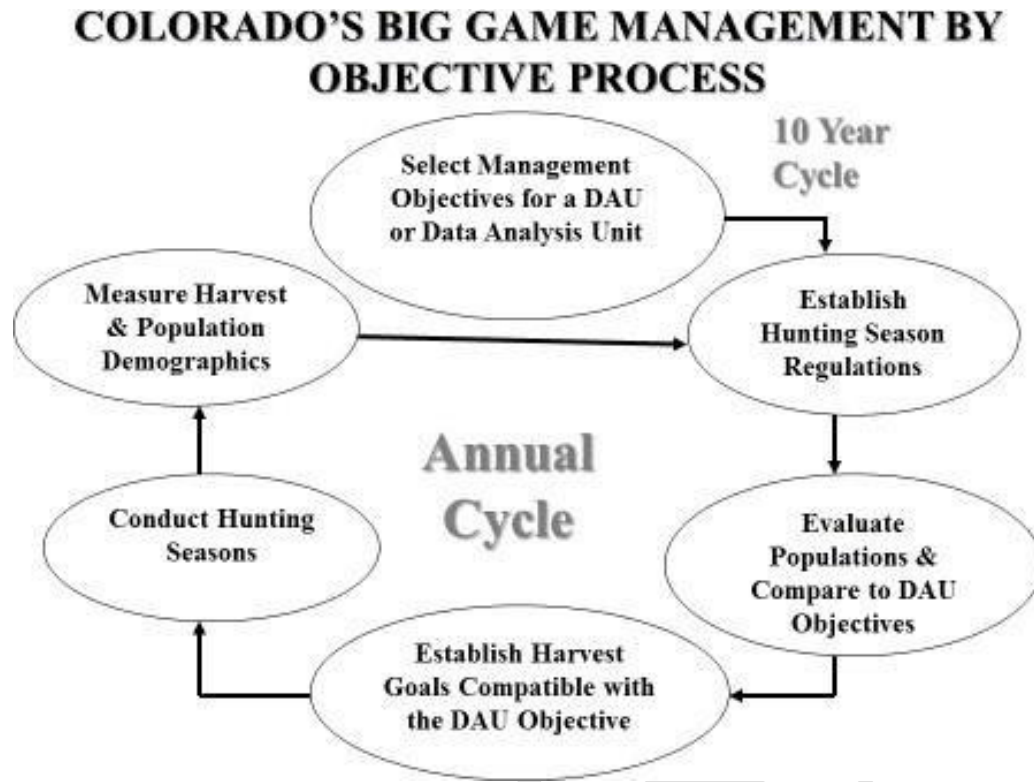 COLORADO'S BIG GAME MANAGEMENT BY
OBJECTIVE PROCESS
10 Year
Cycle
Select Management
Objectives for a DAU
or Data Analysis Unit
Measure Harvest
& Population
Demographics
Establish
Hunting Season
Regulations
Annual
Cycle
Conduct Hunting
Seasons
Evaluate
Populations &
Compare to DAU
Objectives
Establish Harvest
Goals Compatible with
the DAU Objective